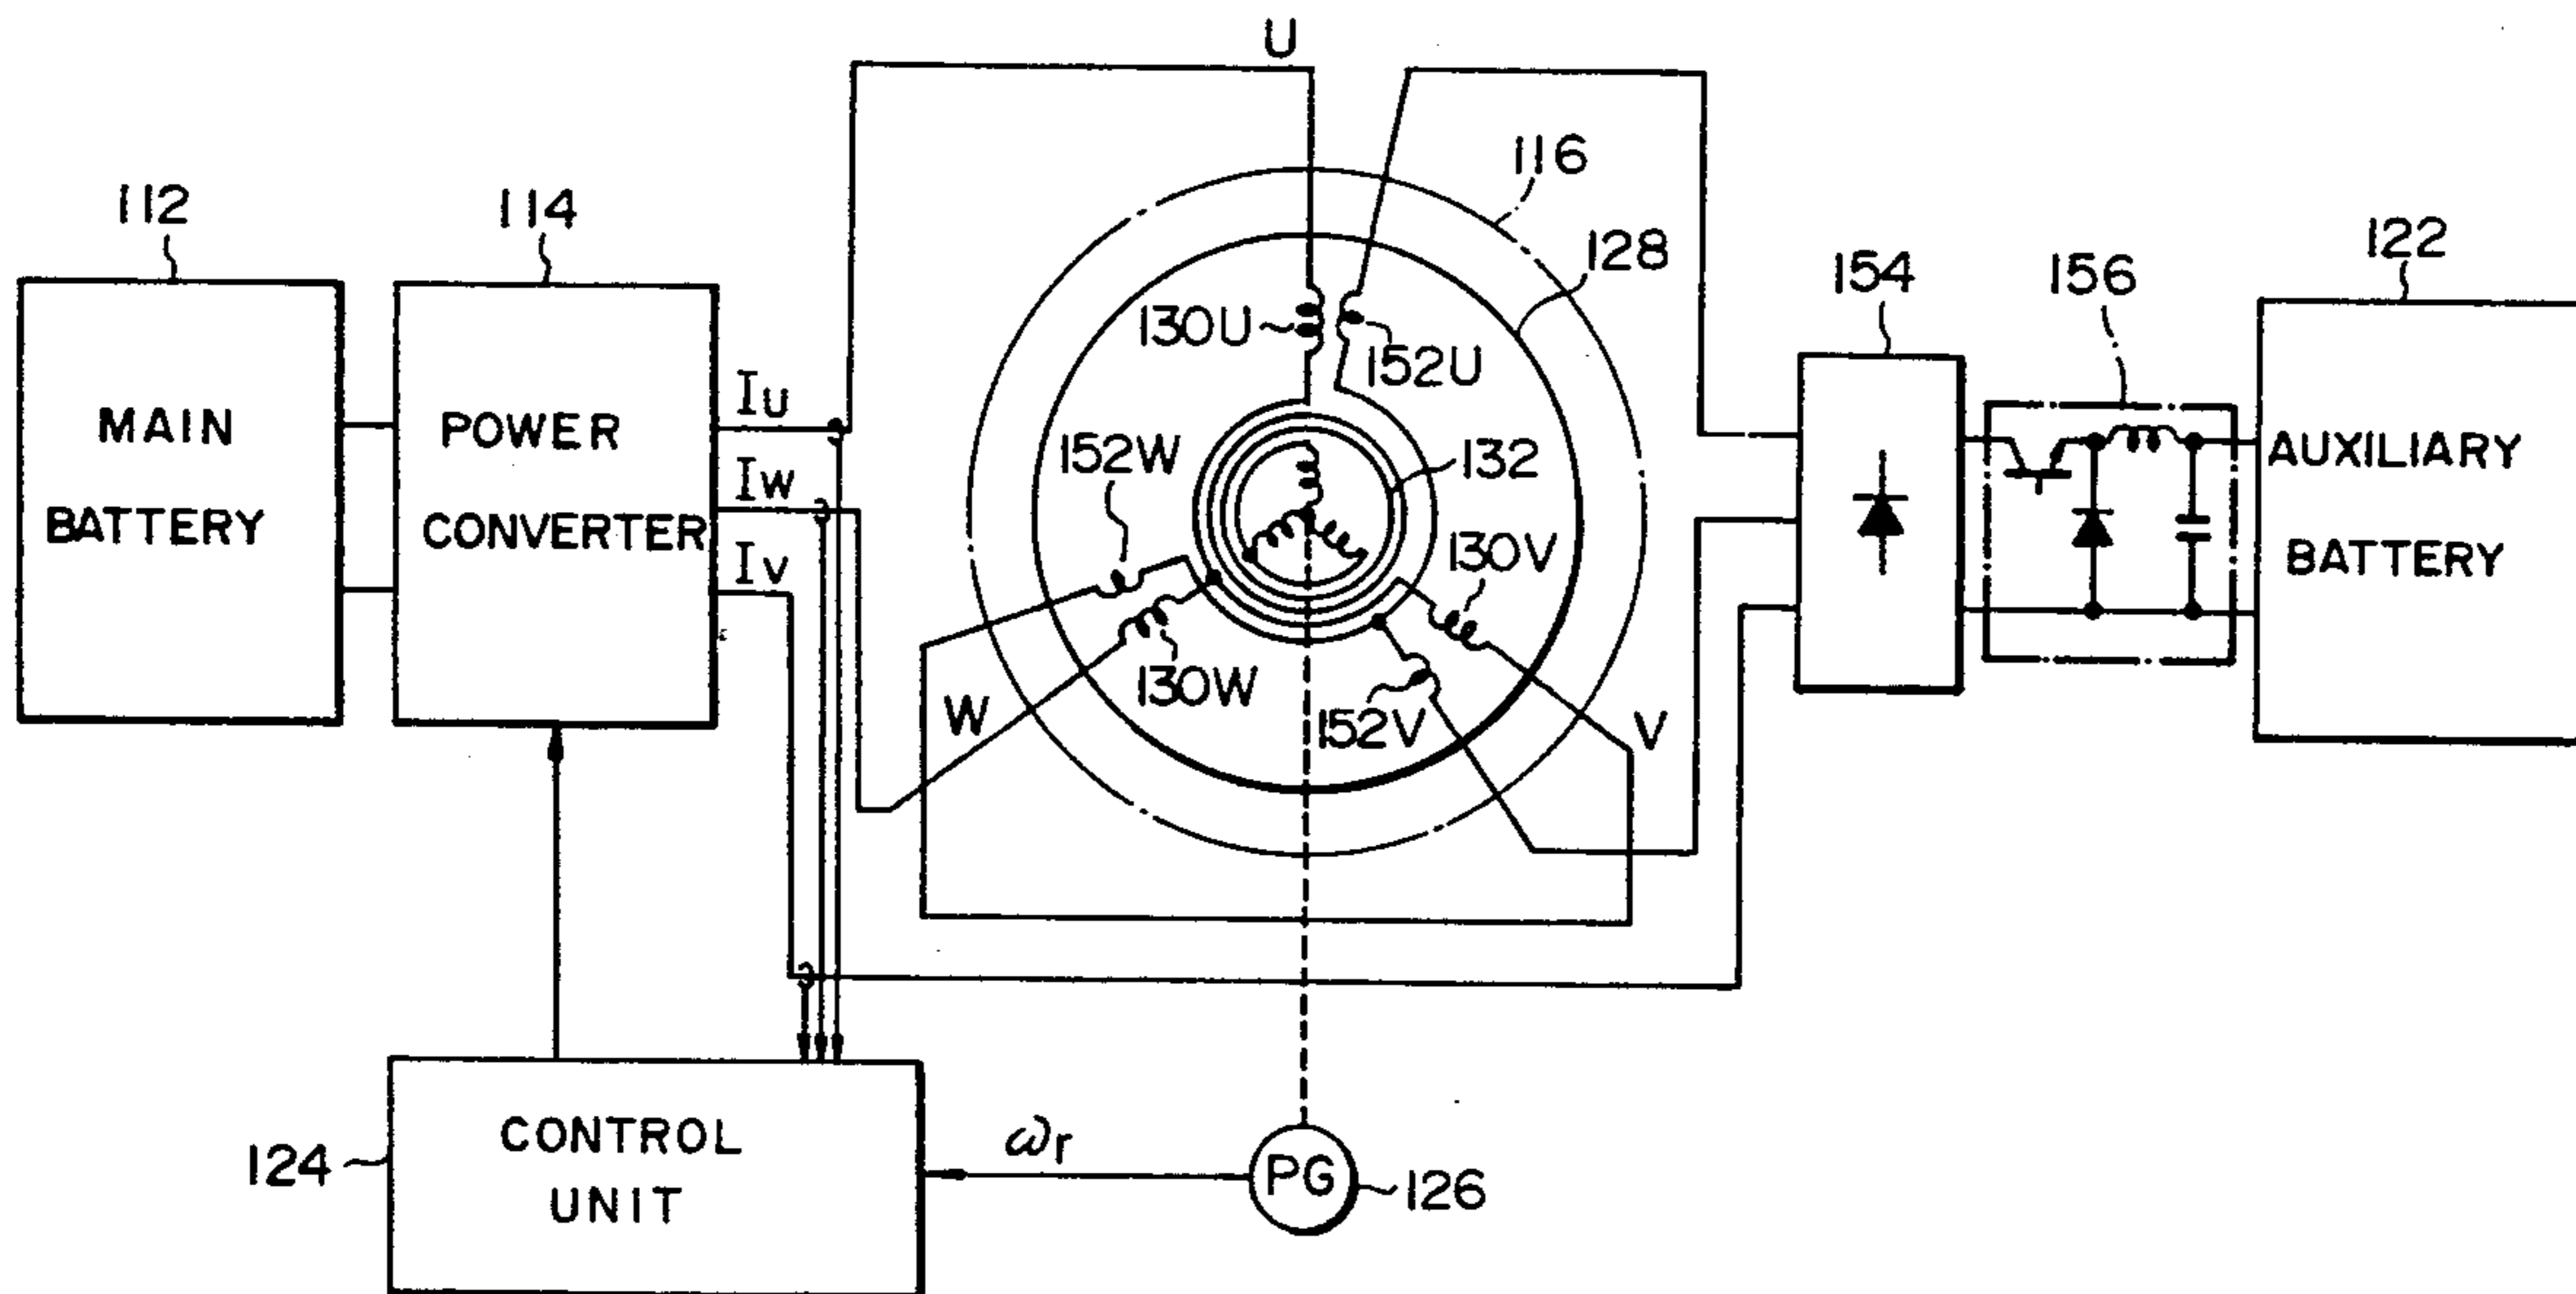 U
116
112
114
128
122
154
156
130U
152U
IU
MAIN
BATTERY
POWER
CONVERTER
152W
132
AUXILIARY
BATTERY
IW
130V
IV
130W
W
152V
V
CONTROL
UNIT
124
ωr
PG
126